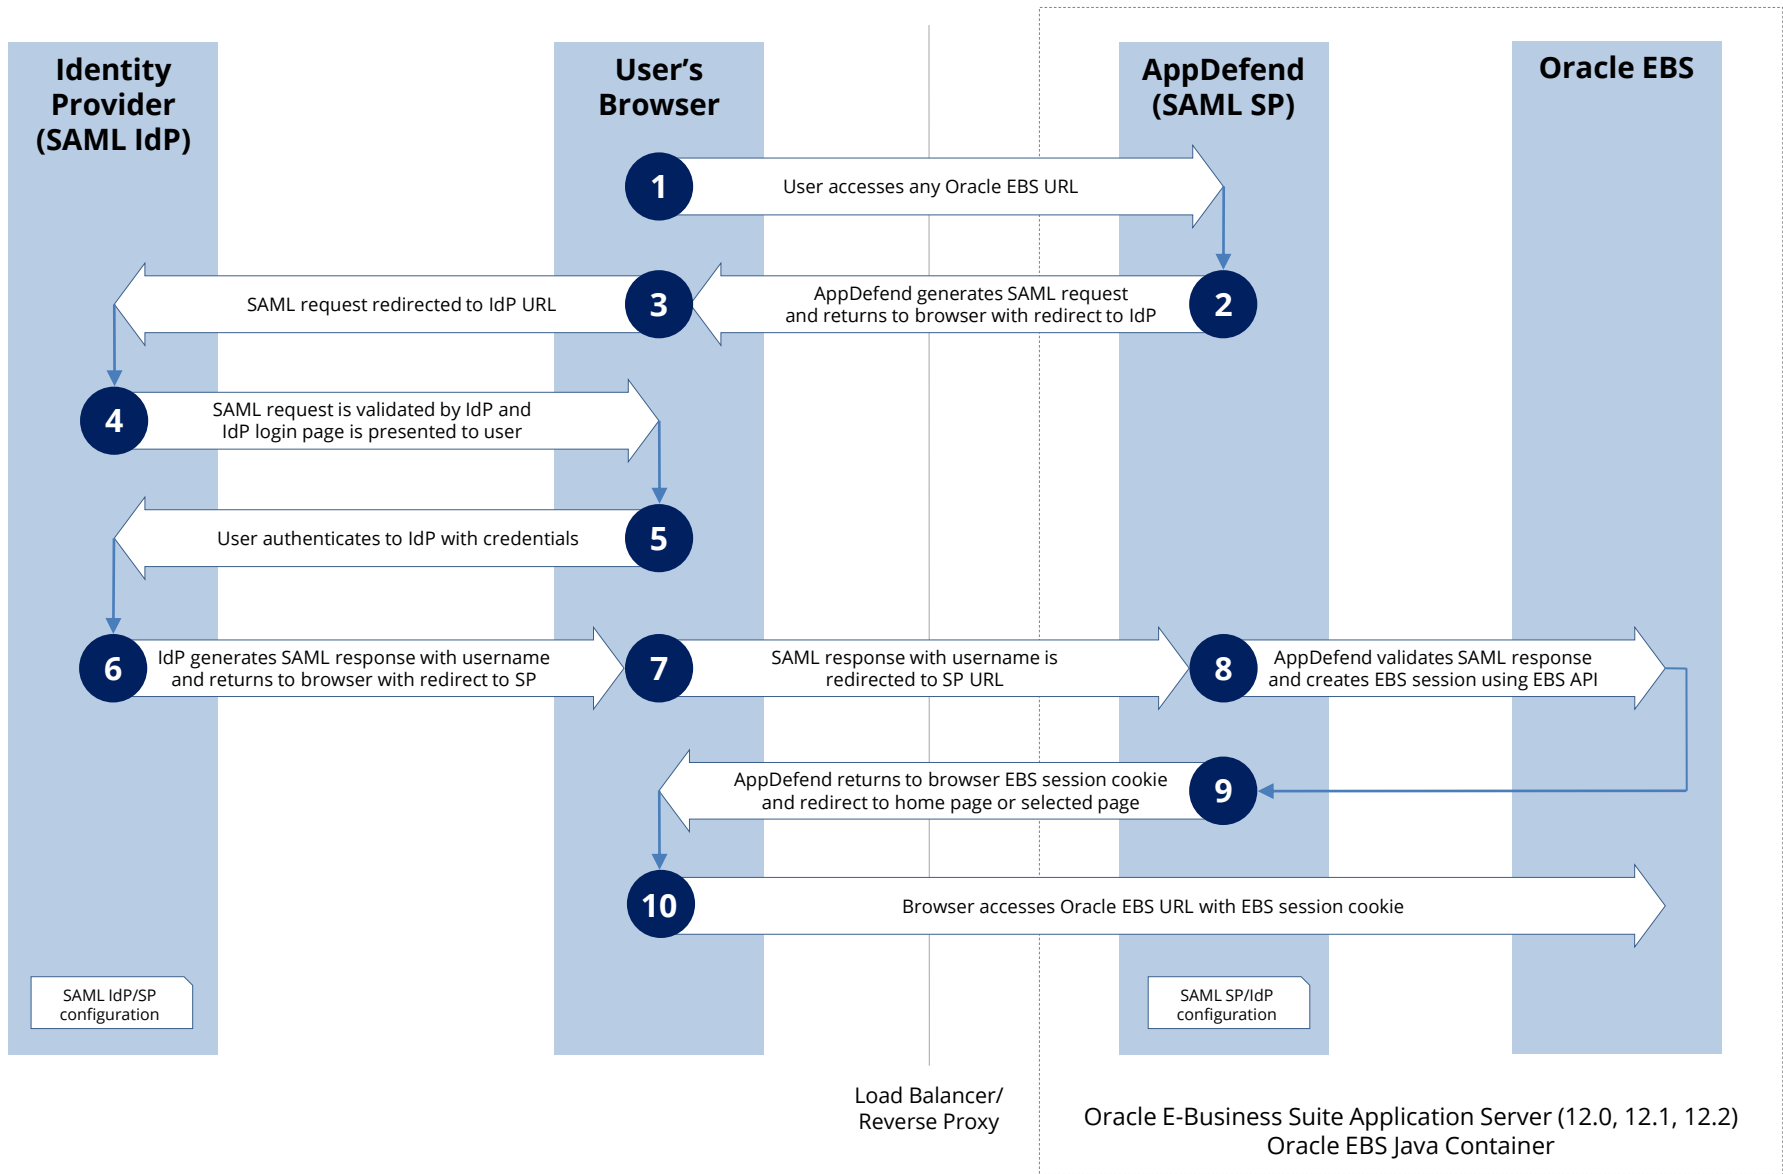 Identity
Provider
(SAML IdP)
User’s
Browser
AppDefend
(SAML SP)
Oracle EBS
1
User accesses any Oracle EBS URL
2
AppDefend generates SAML request
and returns to browser with redirect to IdP
3
SAML request redirected to IdP URL
4
SAML request is validated by IdP and
IdP login page is presented to user
5
User authenticates to IdP with credentials
6
IdP generates SAML response with username
and returns to browser with redirect to SP
7
SAML response with username is
redirected to SP URL
8
AppDefend validates SAML response
and creates EBS session using EBS API
9
AppDefend returns to browser EBS session cookie
and redirect to home page or selected page
10
Browser accesses Oracle EBS URL with EBS session cookie
SAML IdP/SP
configuration
SAML SP/IdP
configuration
Load Balancer/
Reverse Proxy
Oracle E-Business Suite Application Server (12.0, 12.1, 12.2)
Oracle EBS Java Container